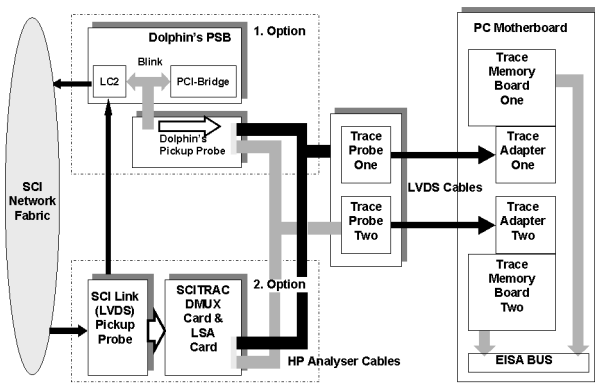 Dolphin's PSB
1. Option
Blink
LC2
PCI-Bridge
Dolphin's
Pickup Probe
SCI
Network
Fabric
PC Motherboard
Trace
Memory
Board
One
Trace
Probe
One
Trace
Adapter
One
LVDS Cables
Trace
Probe
Two
Trace
Adapter
Two
Trace
Memory
Board
Two
EISA BUS
2. Option
SCI Link
(LVDS)
Pickup
Probe
SCITRAC
DMUX
Card &
LSA
Card
HP Analyser Cables